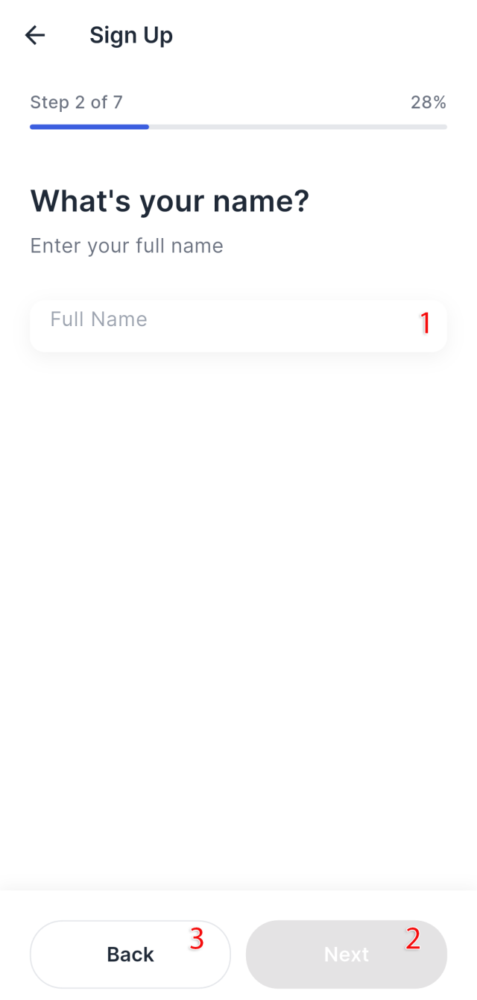 Sign Up
Step 2 of 7 28%
What's your name?
Enter your full name
Full Name 1
3 2
Back Next